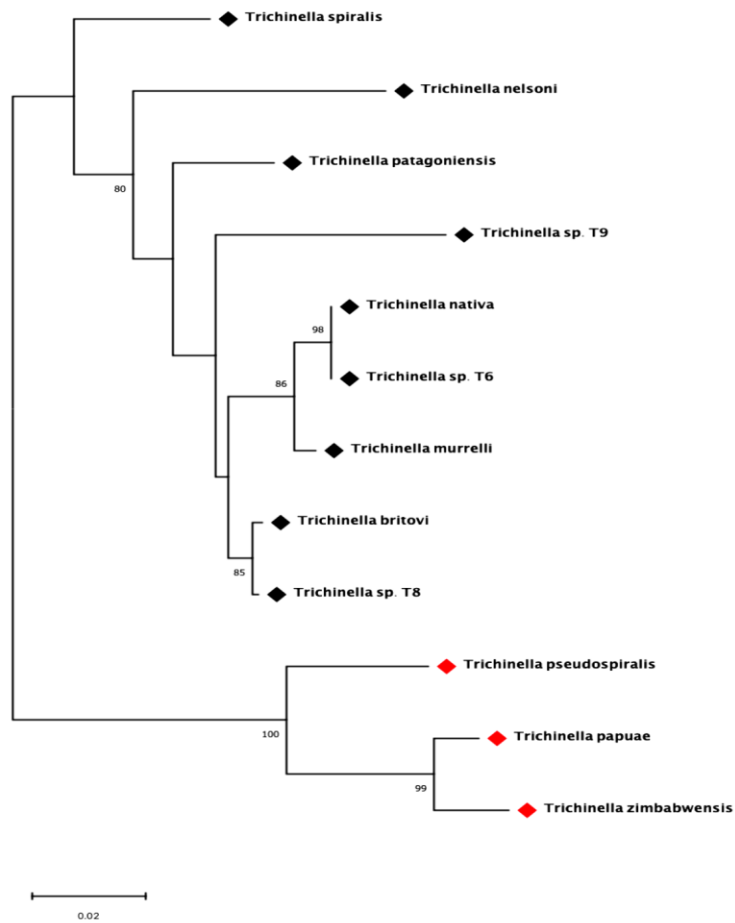 Trichinella spiralis
Trichinella nelsoni
Trichinella patagoniensis
80
Trichinella sp. T9
Trichinella nativa
98
Trichinella sp. T6
86
Trichinella murrelli
Trichinella britovi
85
Trichinella sp. T8
Trichinella pseudospiralis
100
Trichinella papuae
99
Trichinella zimbabwensis
0.02